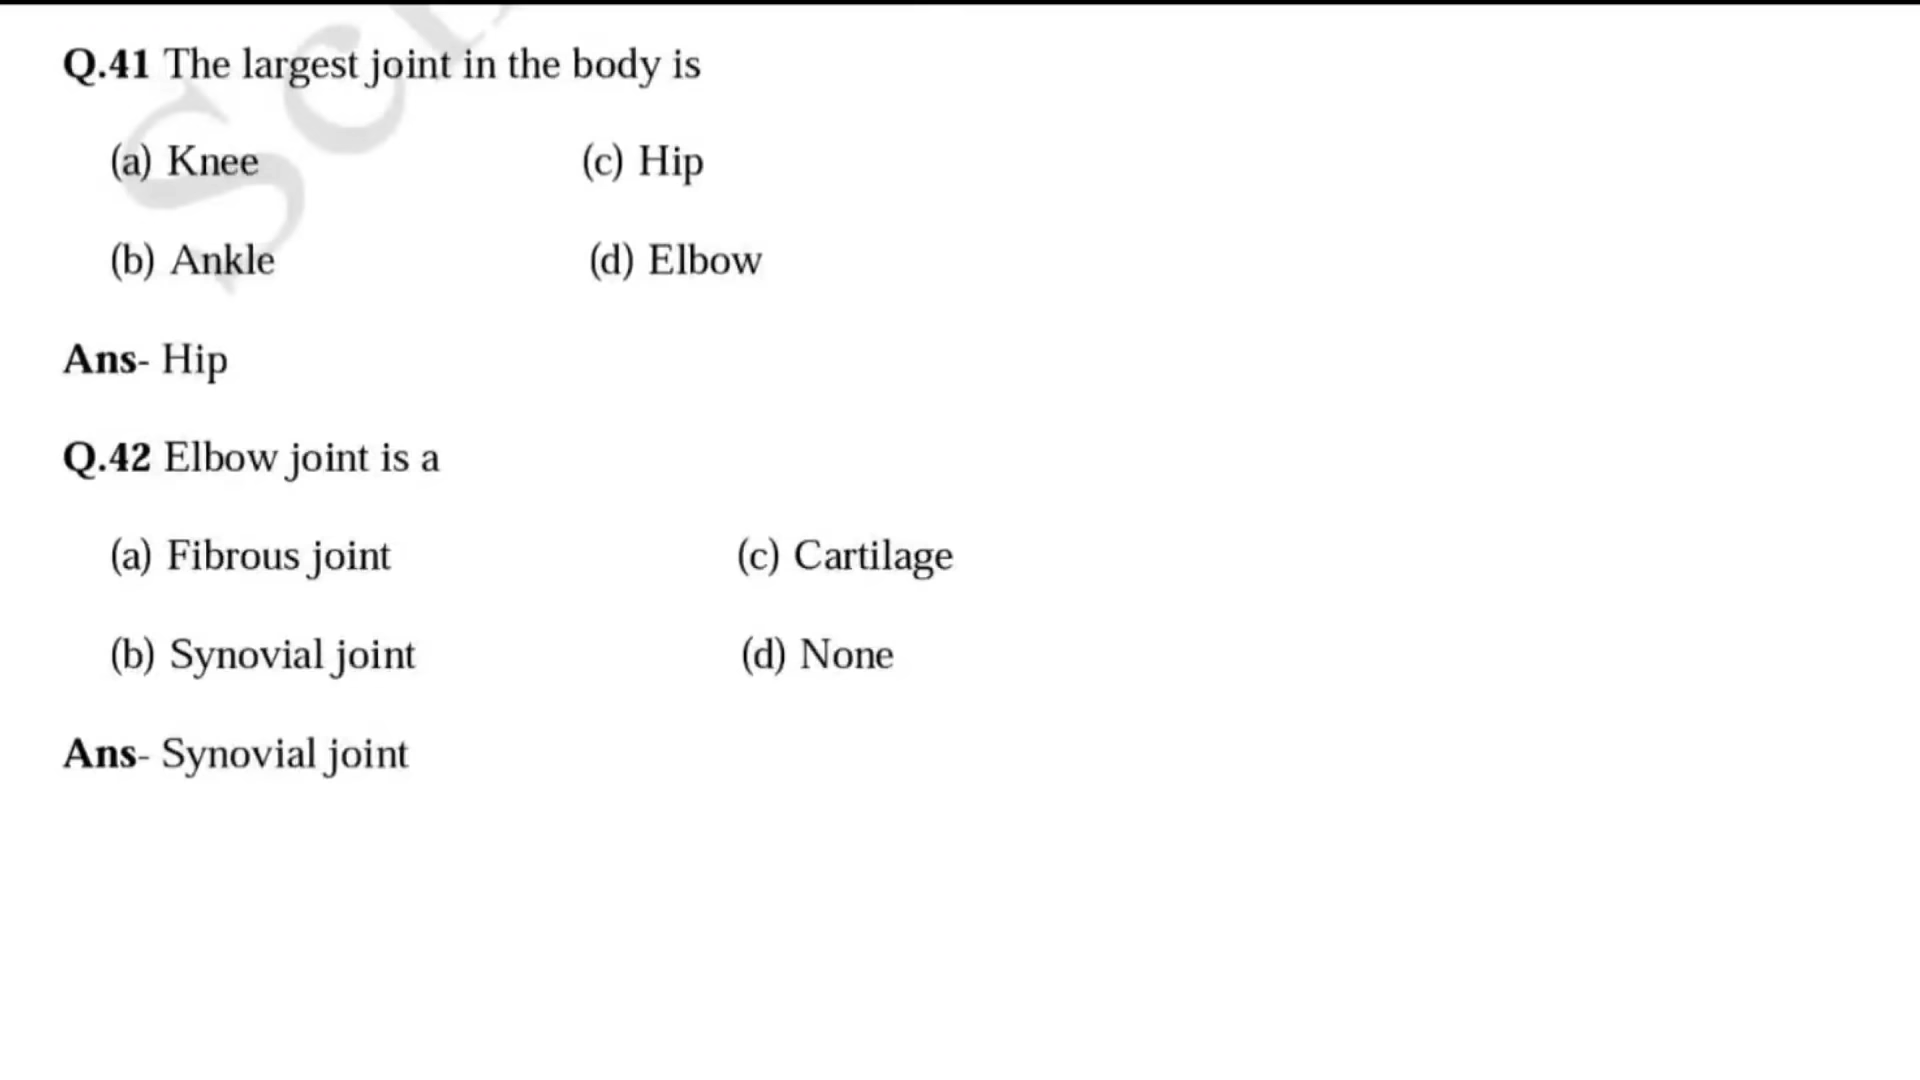 Q.41 The largest joint in the body is
(a) Knee (c) Hip
(b) Ankle (d) Elbow
Ans- Hip
Q.42 Elbow joint is a
(a) Fibrous joint (c) Cartilage
(b) Synovial joint (d) None
Ans- Synovial joint